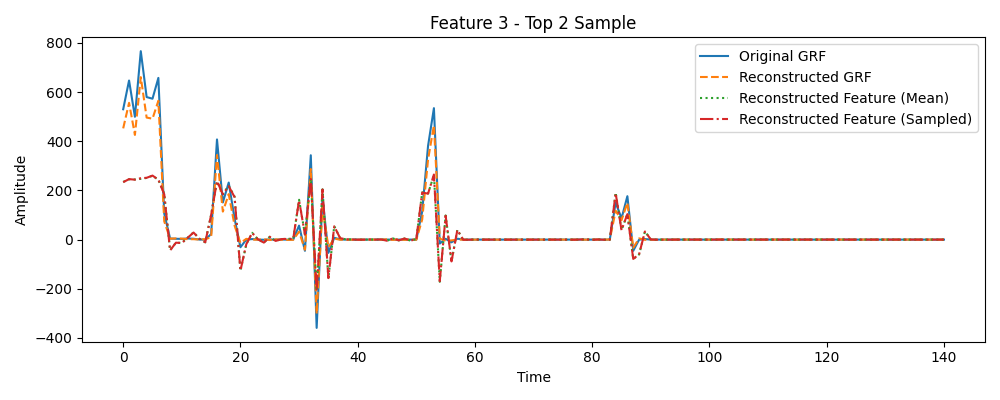 Feature 3 - Top 2 Sample
Original GRF
Reconstructed GRF
Reconstructed Feature (Mean)
Reconstructed Feature (Sampled)
Amplitude
800
600
400
200
0
−200
−400
0 20 40 60 80 100 120 140
Time